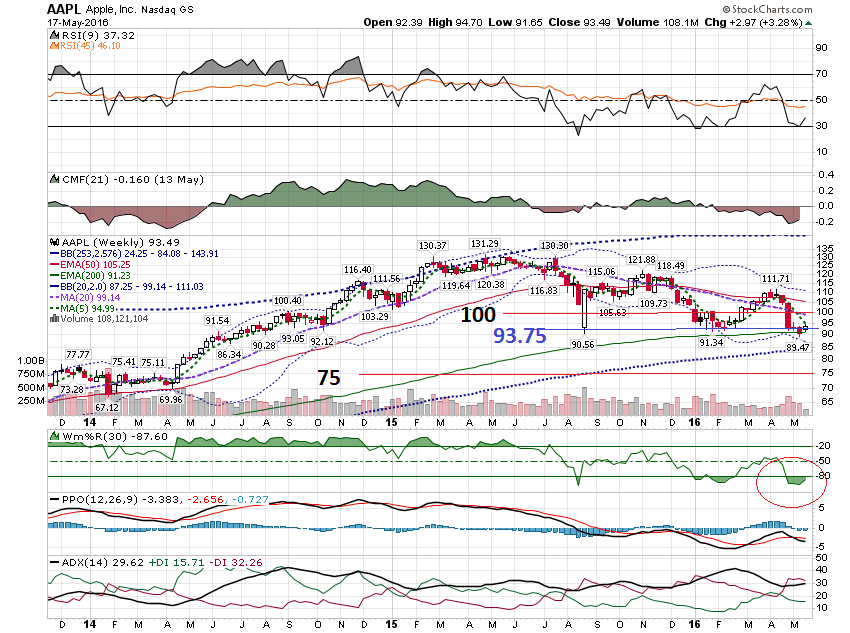 AAPL Apple, Inc. Nasdaq GS
© StockCharts.com
17-May-2016
Open 92.39 High 94.70 Low 91.65 Close 93.49 Volume 108.1M Chg +2.97 (+3.28%)
RSI(9) 37.32
RSI(45) 46.10
90
70
50
30
10
CMF(21) -0.160 (13 May)
0.4
0.2
0.0
-0.2
AAPL (Weekly) 93.49
BB(253,2.576) 24.25 - 84.08 - 143.91
EMA(50) 105.25
EMA(200) 91.23
BB(20,2.0) 87.25 - 99.14 - 111.03
MA(20) 99.14
MA(5) 94.99
Volume 108,121,104
130.37 131.29 130.30
116.40 111.56 119.64 120.38 116.83 115.06 121.88 118.49 111.71
100.40 103.29 105.63 109.73
91.54 93.05 92.12 90.56 91.34 89.47
86.34 90.28
77.77 75.41 75.11
73.28 67.12 69.96
100
93.75
75
135
130
125
120
115
110
105
100
95
90
85
80
75
70
65
1.00B
750M
500M
250M
D 14 F M A M J J A S O N D 15 F M A M J J A S O N D 16 F M A M
Wm%R(30) -87.60
-20
-50
-80
PPO(12,26,9) -3.383, -2.656, -0.727
5
0
-5
ADX(14) 29.62 +DI 15.71 -DI 32.26
50
40
30
20
10
D 14 F M A M J J A S O N D 15 F M A M J J A S O N D 16 F M A M